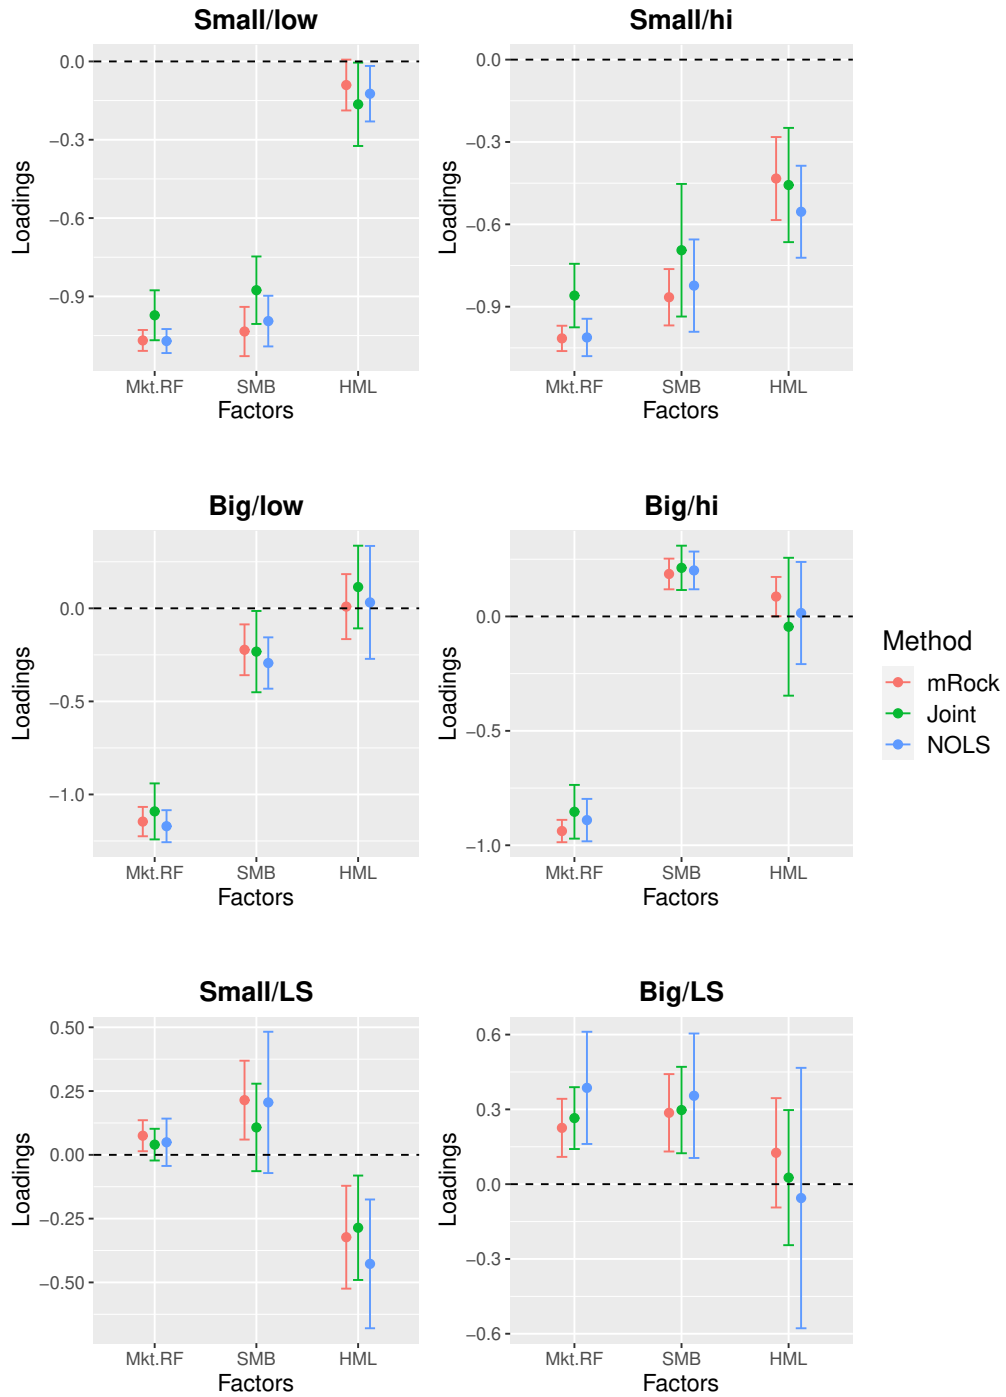 Small/low
Small/hi
0.0
−0.3
−0.6
−0.9
Loadings
Mkt.RF SMB HML
Factors
0.0
−0.3
−0.6
−0.9
Loadings
Mkt.RF SMB HML
Factors
Big/low
Big/hi
0.0
−0.5
−1.0
Loadings
Mkt.RF SMB HML
Factors
0.0
−0.5
−1.0
Loadings
Mkt.RF SMB HML
Factors
Method
mRock
Joint
NOLS
Small/LS
Big/LS
0.50
0.25
0.00
−0.25
−0.50
Loadings
Mkt.RF SMB HML
Factors
0.6
0.3
0.0
−0.3
−0.6
Loadings
Mkt.RF SMB HML
Factors